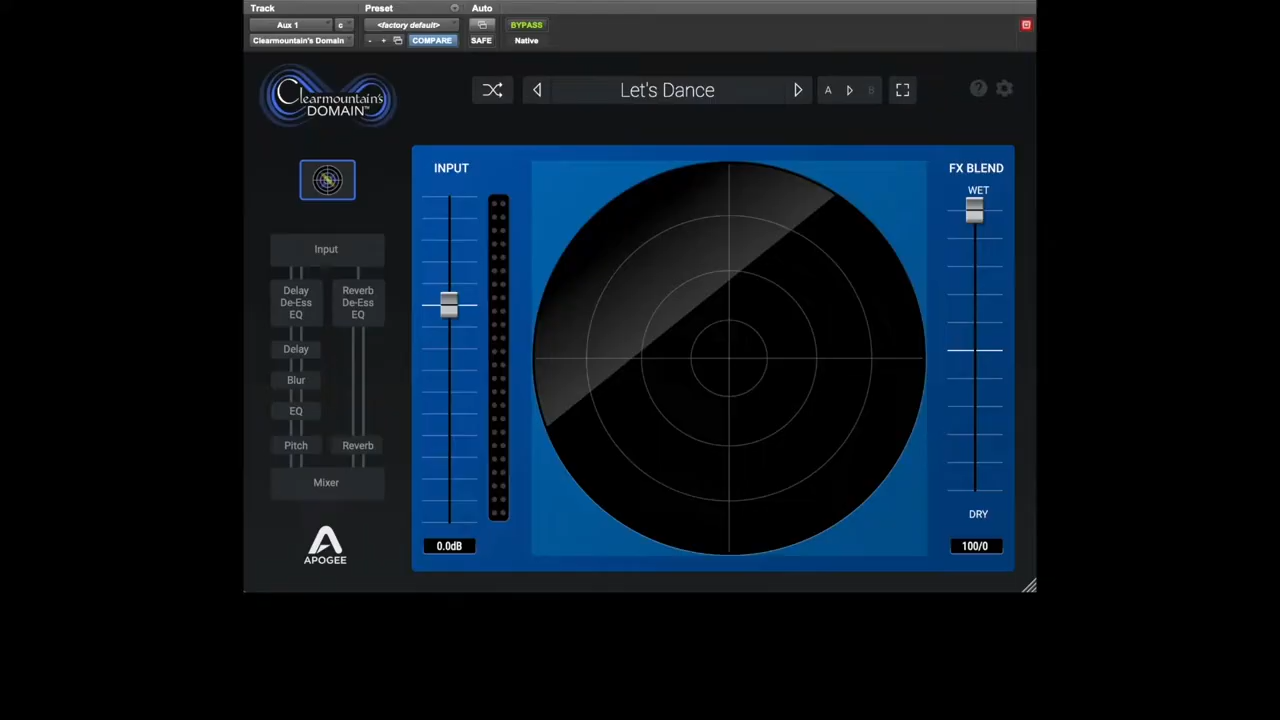 Track Preset Auto
Aux 1 c <factory default> BYPASS
Clearmountain's Domain - + COMPARE SAFE Native
Clearmountain's
DOMAIN™
Let's Dance
A B
?
INPUT
FX BLEND
WET
Input
Delay
De-Ess
EQ
Reverb
De-Ess
EQ
Delay
Blur
EQ
Pitch
Reverb
Mixer
APOGEE
DRY
0.0dB
100/0